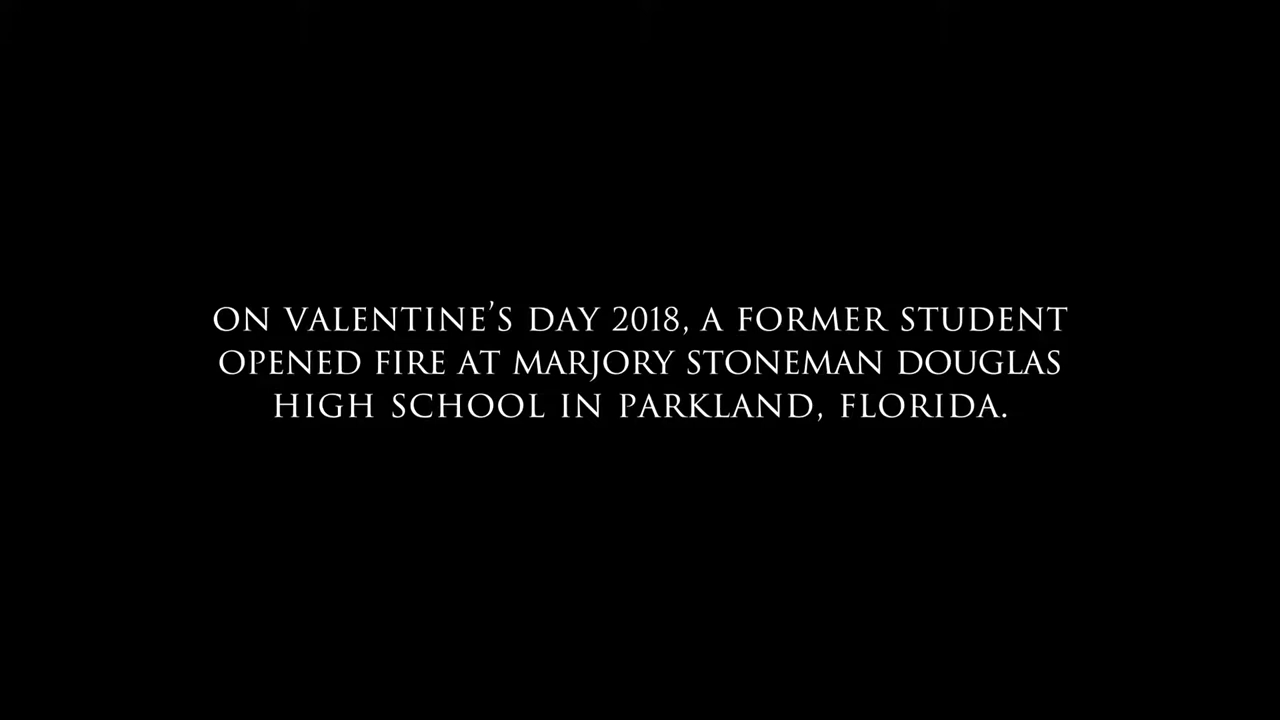 ON VALENTINE’S DAY 2018, A FORMER STUDENT
OPENED FIRE AT MARJORY STONEMAN DOUGLAS
HIGH SCHOOL IN PARKLAND, FLORIDA.